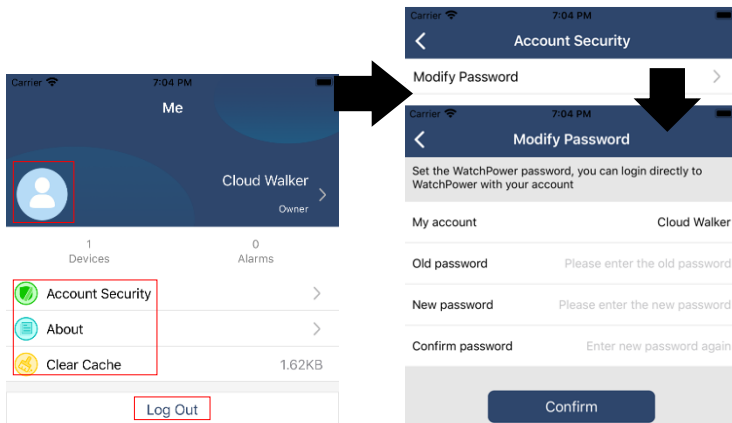 Carrier 7:04 PM
Me
Cloud Walker
Owner
1 0
Devices Alarms
Account Security
About
Clear Cache 1.62KB
Log Out
Carrier 7:04 PM
Account Security
Modify Password
Carrier 7:04 PM
Modify Password
Set the WatchPower password, you can login directly to
WatchPower with your account
My account Cloud Walker
Old password Please enter the old password
New password Please enter the new password
Confirm password Enter new password again
Confirm